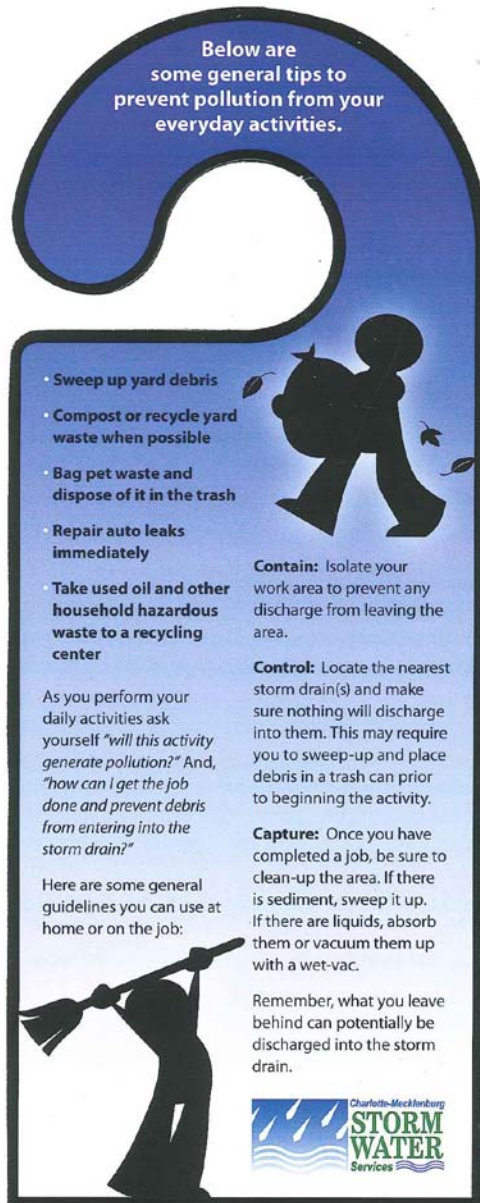 Below are
some general tips to
prevent pollution from your
everyday activities.
• Sweep up yard debris
• Compost or recycle yard
waste when possible
• Bag pet waste and
dispose of it in the trash
• Repair auto leaks
immediately
• Take used oil and other
household hazardous
waste to a recycling
center
As you perform your
daily activities ask
yourself "will this activity
generate pollution?" And,
"how can I get the job
done and prevent debris
from entering into the
storm drain?"
Here are some general
guidelines you can use at
home or on the job:
Contain: Isolate your
work area to prevent any
discharge from leaving the
area.
Control: Locate the nearest
storm drain(s) and make
sure nothing will discharge
into them. This may require
you to sweep-up and place
debris in a trash can prior
to beginning the activity.
Capture: Once you have
completed a job, be sure to
clean-up the area. If there
is sediment, sweep it up.
If there are liquids, absorb
them or vacuum them up
with a wet-vac.
Remember, what you leave
behind can potentially be
discharged into the storm
drain.
Charlotte-Mecklenburg
STORM
WATER
Services